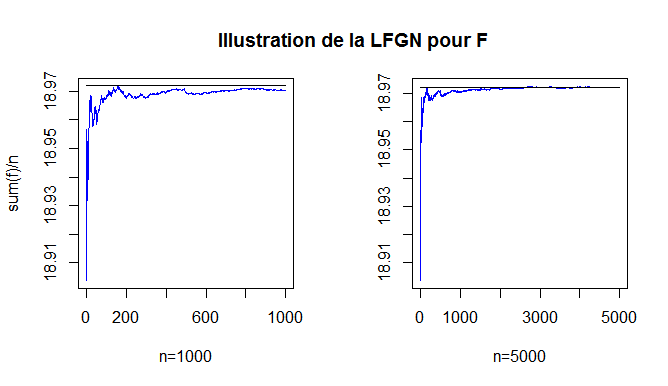 Illustration de la LFGN pour F
sum(f)/n
18.97
18.95
18.93
18.91
0 200 600 1000
n=1000
18.97
18.95
18.93
18.91
0 1000 3000 5000
n=5000